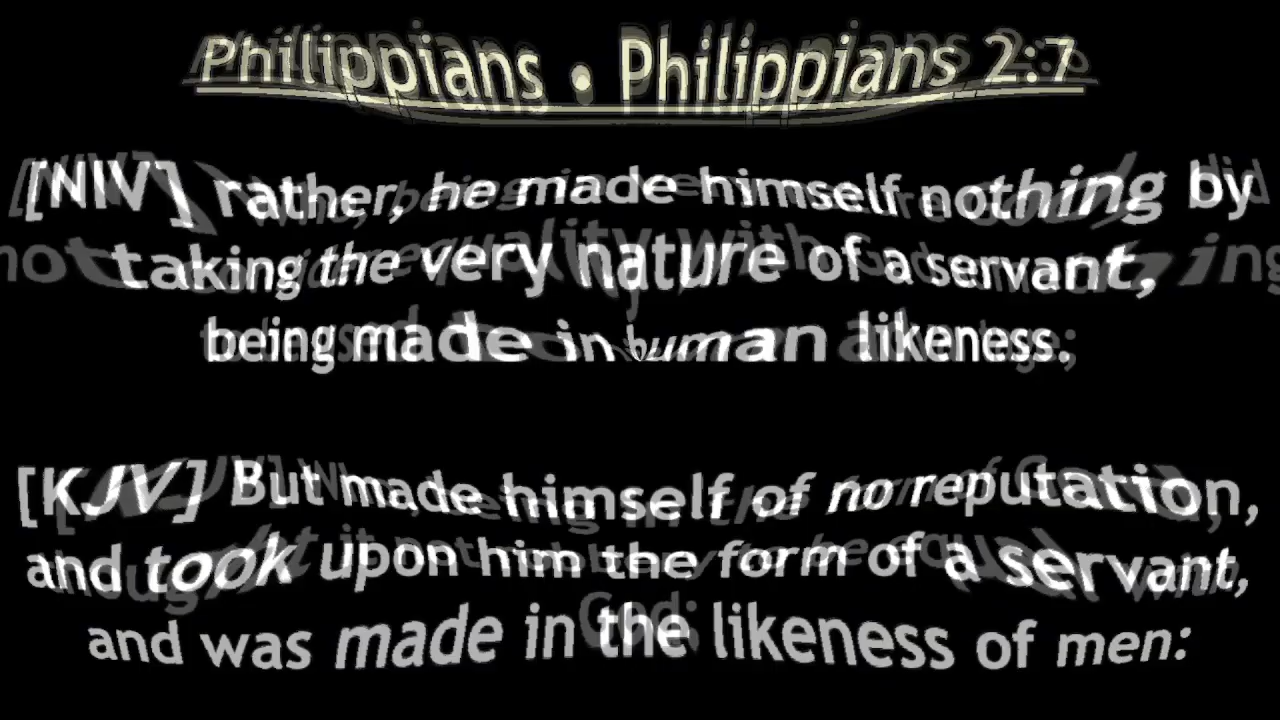 Philippians • Philippians 2:7
[NIV] rather, he made himself nothing by
taking the very nature of a servant,
being made in human likeness.
[KJV] But made himself of no reputation,
and took upon him the form of a servant,
and was made in the likeness of men: